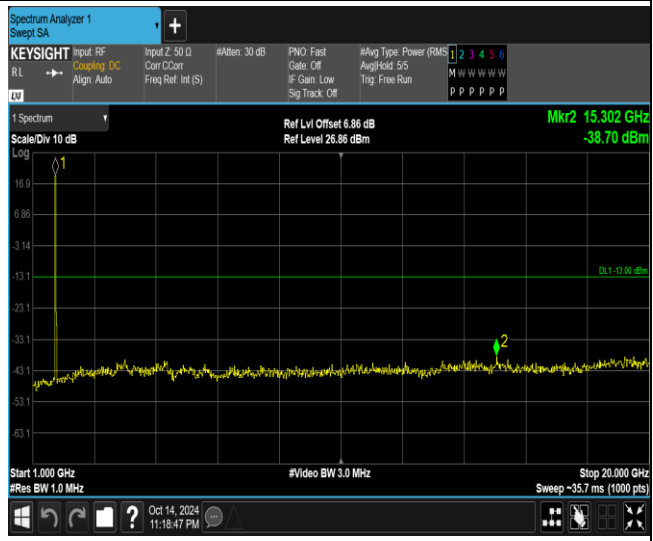 Spectrum Analyzer 1
Swept SA
+
KEYSIGHT
RL
LXI
Input: RF
Coupling: DC
Align: Auto
Input Z: 50 Ω
Corr CCorr
Freq Ref: Int (S)
#Atten: 30 dB
PNO: Fast
Gate: Off
IF Gain: Low
Sig Track: Off
#Avg Type: Power (RMS
Avg|Hold: 5/5
Trig: Free Run
1 2 3 4 5 6
M W W W W W
P P P P P P
1 Spectrum
Scale/Div 10 dB
Log
Ref Lvl Offset 6.86 dB
Ref Level 26.86 dBm
Mkr2 15.302 GHz
-38.70 dBm
1
16.9
6.86
-3.14
-13.1
DL1 -13.00 dBm
-23.1
-33.1
2
-43.1
-53.1
-63.1
Start 1.000 GHz
#Res BW 1.0 MHz
#Video BW 3.0 MHz
Stop 20.000 GHz
Sweep ~35.7 ms (1000 pts)
?
Oct 14, 2024
11:18:47 PM